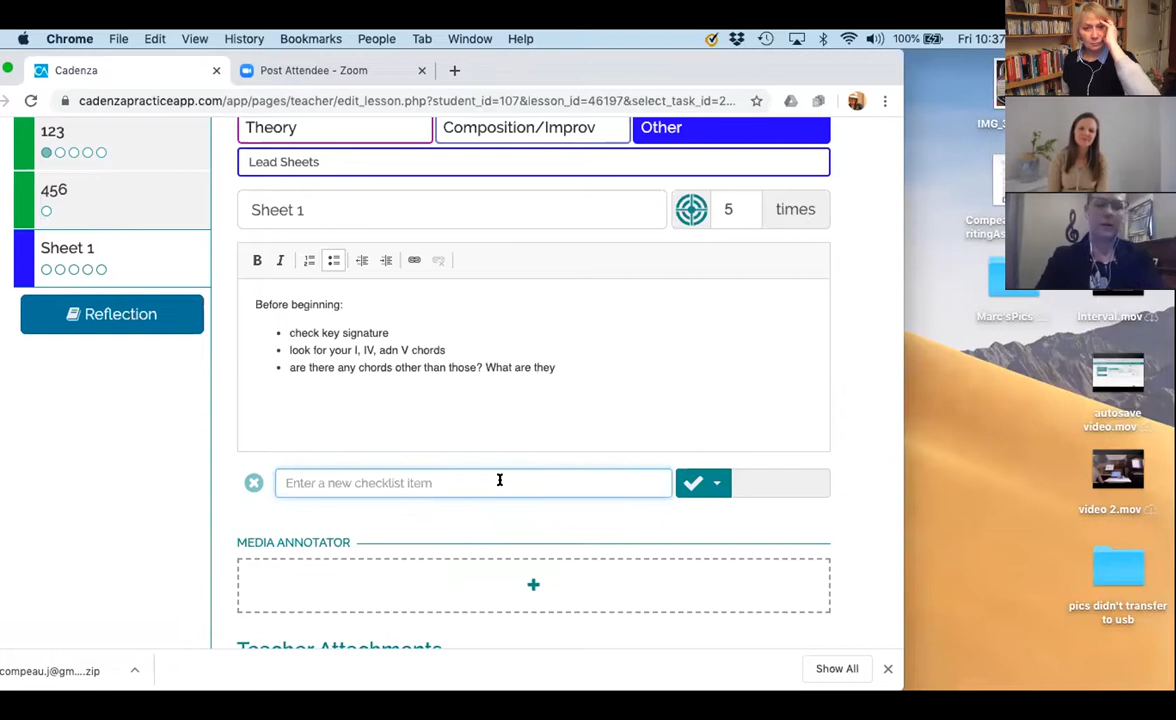 Chrome File Edit View History Bookmarks People Tab Window Help 100% Fri 10:37
Cadenza
Post Attendee - Zoom
cadenzapracticeapp.com/app/pages/teacher/edit_lesson.php?student_id=107&lesson_id=46197&select_task_id=2...
123
Theory
Composition/Improv
Other
Lead Sheets
456
Sheet 1
5
times
Sheet 1
B I
Reflection
Before beginning:
check key signature
look for your I, IV, adn V chords
are there any chords other than those? What are they
Enter a new checklist item
MEDIA ANNOTATOR
Teacher Attachments
compeau.j@gm....zip
Show All
Marc'sPics
Interval.mov
autosave
video.mov
video 2.mov
pics didn't transfer
to usb